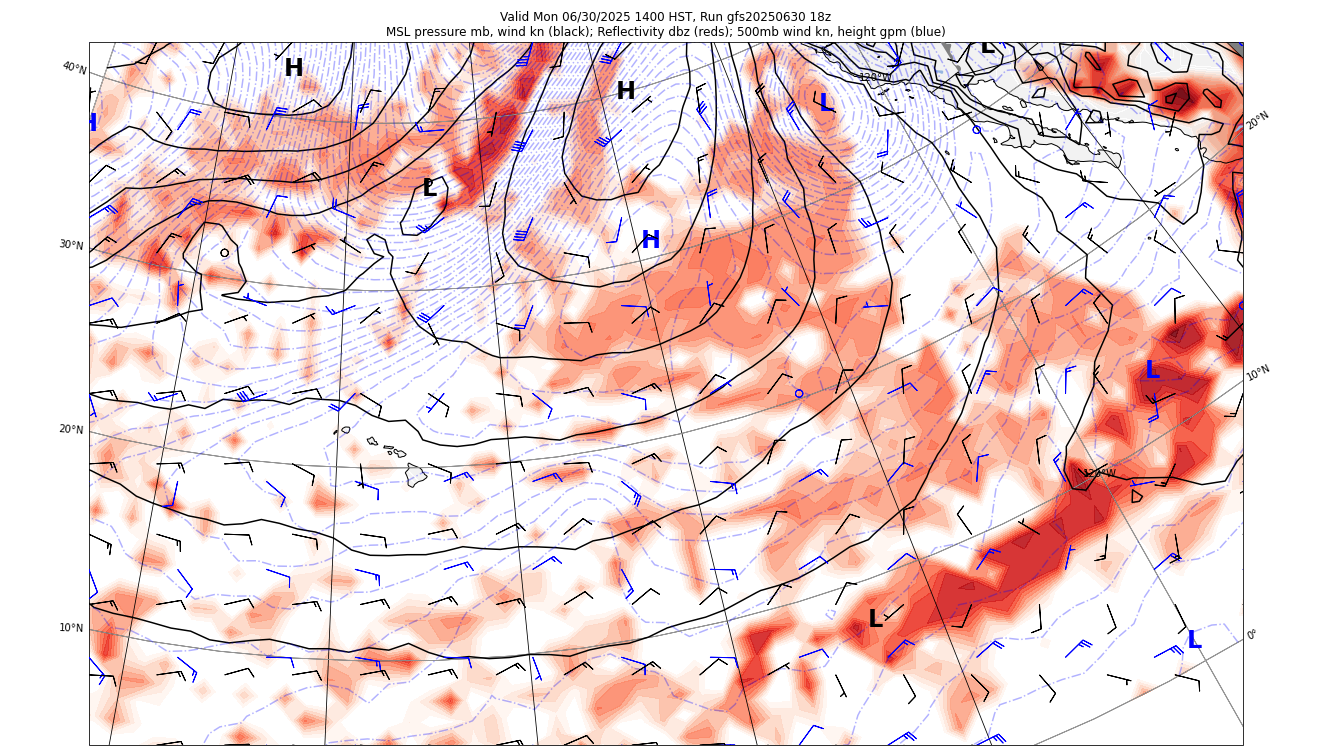 Valid Mon 06/30/2025 1400 HST, Run gfs20250630 18z
MSL pressure mb, wind kn (black); Reflectivity dbz (reds); 500mb wind kn, height gpm (blue)
L
H
40°N
120°W
H
L
H
20°N
L
H
30°N
L
10°N
20°N
120°W
L
10°N
0°
L